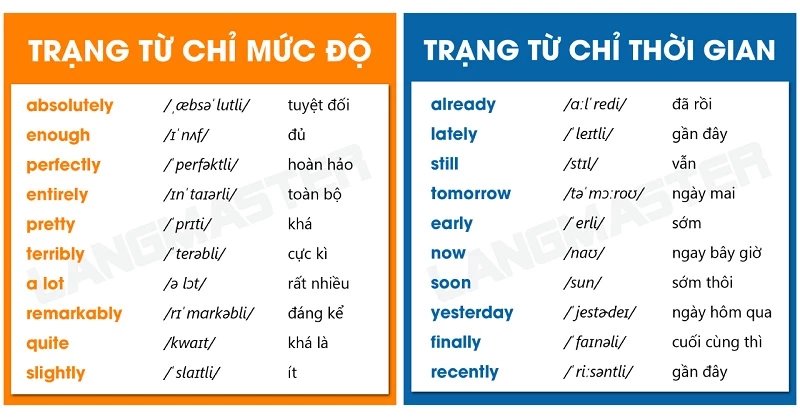 TRẠNG TỪ CHỈ MỨC ĐỘ
absolutely /ˌæbsəˈlutli/ tuyệt đối
enough /ɪˈnʌf/ đủ
perfectly /ˈpɜrfəktli/ hoàn hảo
entirely /ɪnˈtaɪərli/ toàn bộ
pretty /ˈprɪti/ khá
terribly /ˈterəbli/ cực kì
a lot /ə lɔt/ rất nhiều
remarkably /rɪˈmarkəbli/ đáng kể
quite /kwaɪt/ khá là
slightly /ˈslaɪtli/ ít
LANGMASTER
TRẠNG TỪ CHỈ THỜI GIAN
already /ɑːlˈredi/ đã rồi
lately /ˈleɪtli/ gần đây
still /stɪl/ vẫn
tomorrow /təˈmɔːroʊ/ ngày mai
early /ˈerli/ sớm
now /naʊ/ ngay bây giờ
soon /sun/ sớm thôi
yesterday /ˈjestədeɪ/ ngày hôm qua
finally /ˈfaɪnəli/ cuối cùng thì
recently /ˈriːsəntli/ gần đây
LANGMASTER